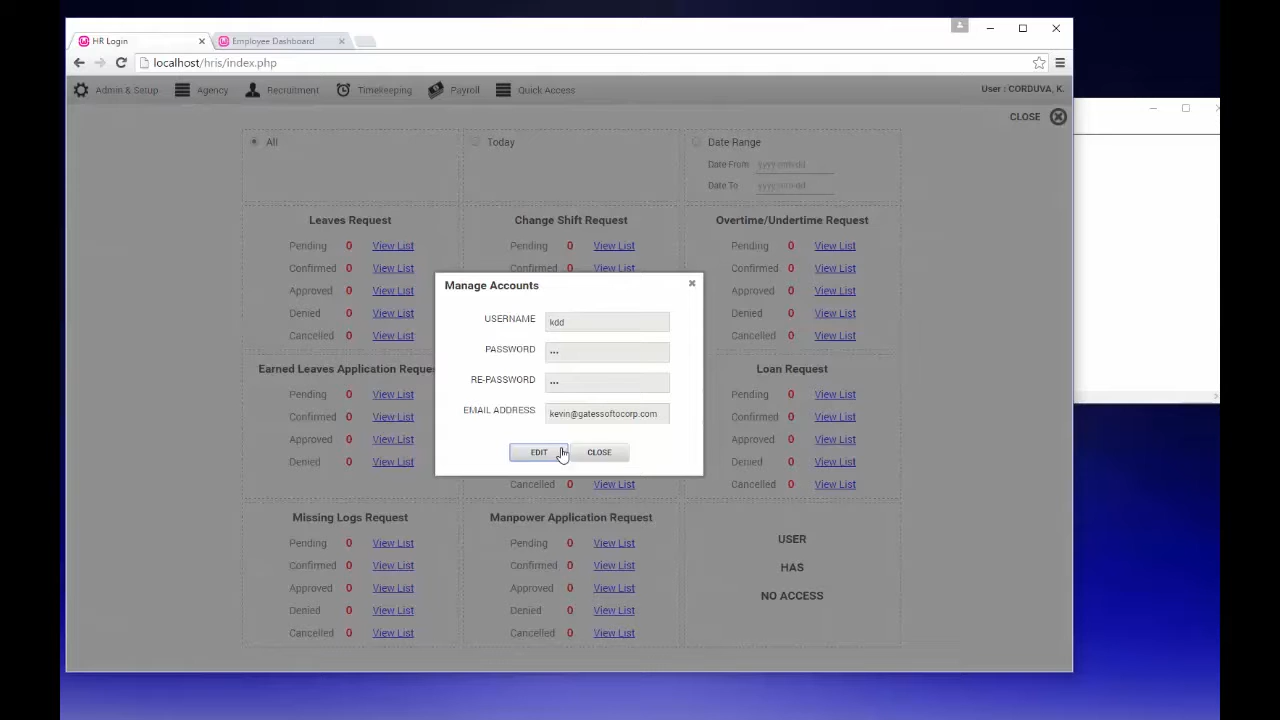 HR Login
Employee Dashboard
localhost/hris/index.php
Admin & Setup Agency Recruitment Timekeeping Payroll Quick Access User : CORDUVA, K.
CLOSE
All
Today
Date Range
Date From yyyy-mm-dd
Date To yyyy-mm-dd
Leaves Request
Pending 0 View List
Confirmed 0 View List
Approved 0 View List
Denied 0 View List
Cancelled 0 View List
Change Shift Request
Pending 0 View List
Confirmed 0 View List
Overtime/Undertime Request
Pending 0 View List
Confirmed 0 View List
Approved 0 View List
Denied 0 View List
Cancelled 0 View List
Manage Accounts
USERNAME kdd
PASSWORD •••
RE-PASSWORD •••
EMAIL ADDRESS kevin@gatessoftocorp.com
EDIT CLOSE
Earned Leaves Application Reque
Pending 0 View List
Confirmed 0 View List
Approved 0 View List
Denied 0 View List
Cancelled 0 View List
Loan Request
Pending 0 View List
Confirmed 0 View List
Approved 0 View List
Denied 0 View List
Cancelled 0 View List
Missing Logs Request
Pending 0 View List
Confirmed 0 View List
Approved 0 View List
Denied 0 View List
Cancelled 0 View List
Manpower Application Request
Pending 0 View List
Confirmed 0 View List
Approved 0 View List
Denied 0 View List
Cancelled 0 View List
USER
HAS
NO ACCESS